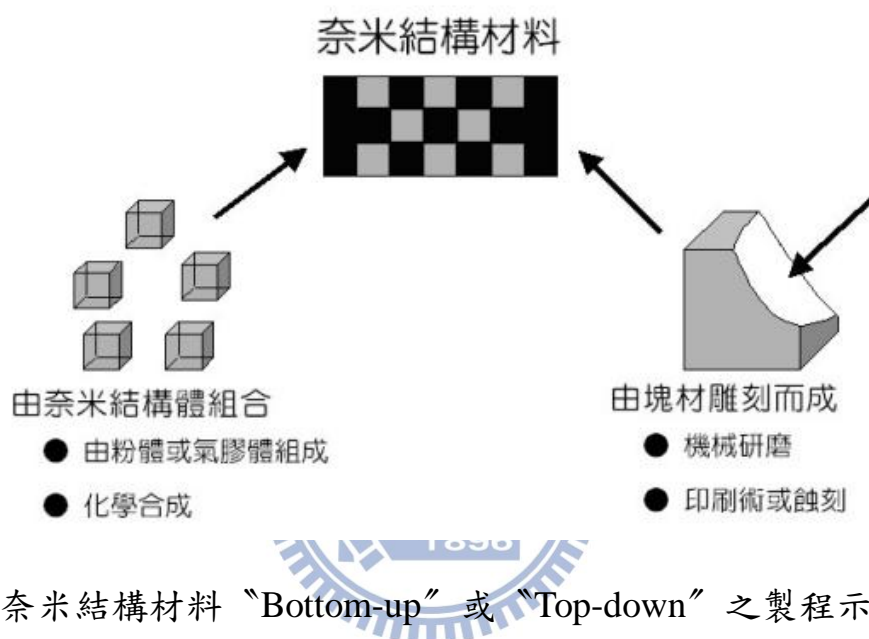 奈米結構材料
由奈米結構體組合
● 由粉體或氣膠體組成
● 化學合成
由塊材雕刻而成
● 機械研磨
● 印刷術或蝕刻
1896
奈米結構材料〝Bottom-up〞或〝Top-down〞之製程示